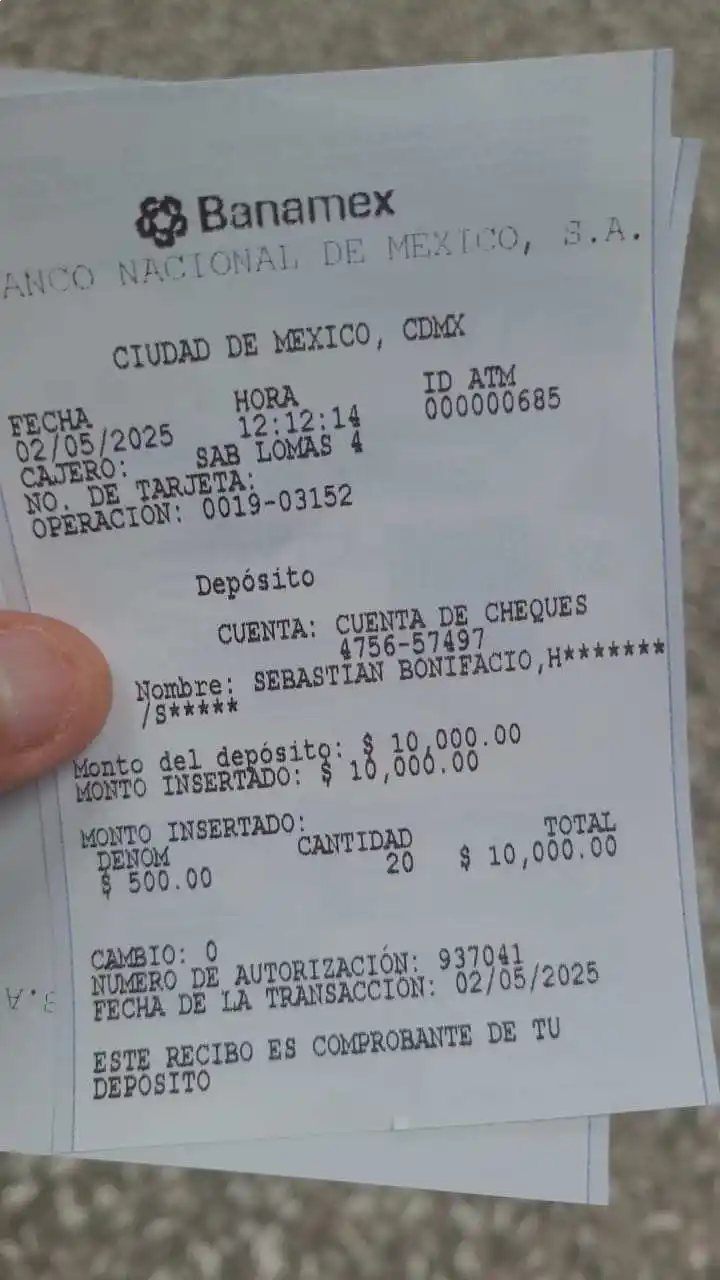 Banamex
ANCO NACIONAL DE MEXICO, S.A.
CIUDAD DE MEXICO, CDMX
FECHA HORA ID ATM
02/05/2025 12:12:14 000000685
CAJERO: SAB LOMAS 4
NO. DE TARJETA:
OPERACION: 0019-03152
Depósito
CUENTA: CUENTA DE CHEQUES
4756-57497
Nombre: SEBASTIAN BONIFACIO,H*******
/S*****
Monto del depósito: $ 10,000.00
MONTO INSERTADO: $ 10,000.00
MONTO INSERTADO:
DENOM CANTIDAD TOTAL
$ 500.00 20 $ 10,000.00
CAMBIO: 0
NUMERO DE AUTORIZACIÓN: 937041
FECHA DE LA TRANSACCIÓN: 02/05/2025
ESTE RECIBO ES COMPROBANTE DE TU
DEPÓSITO
S.A